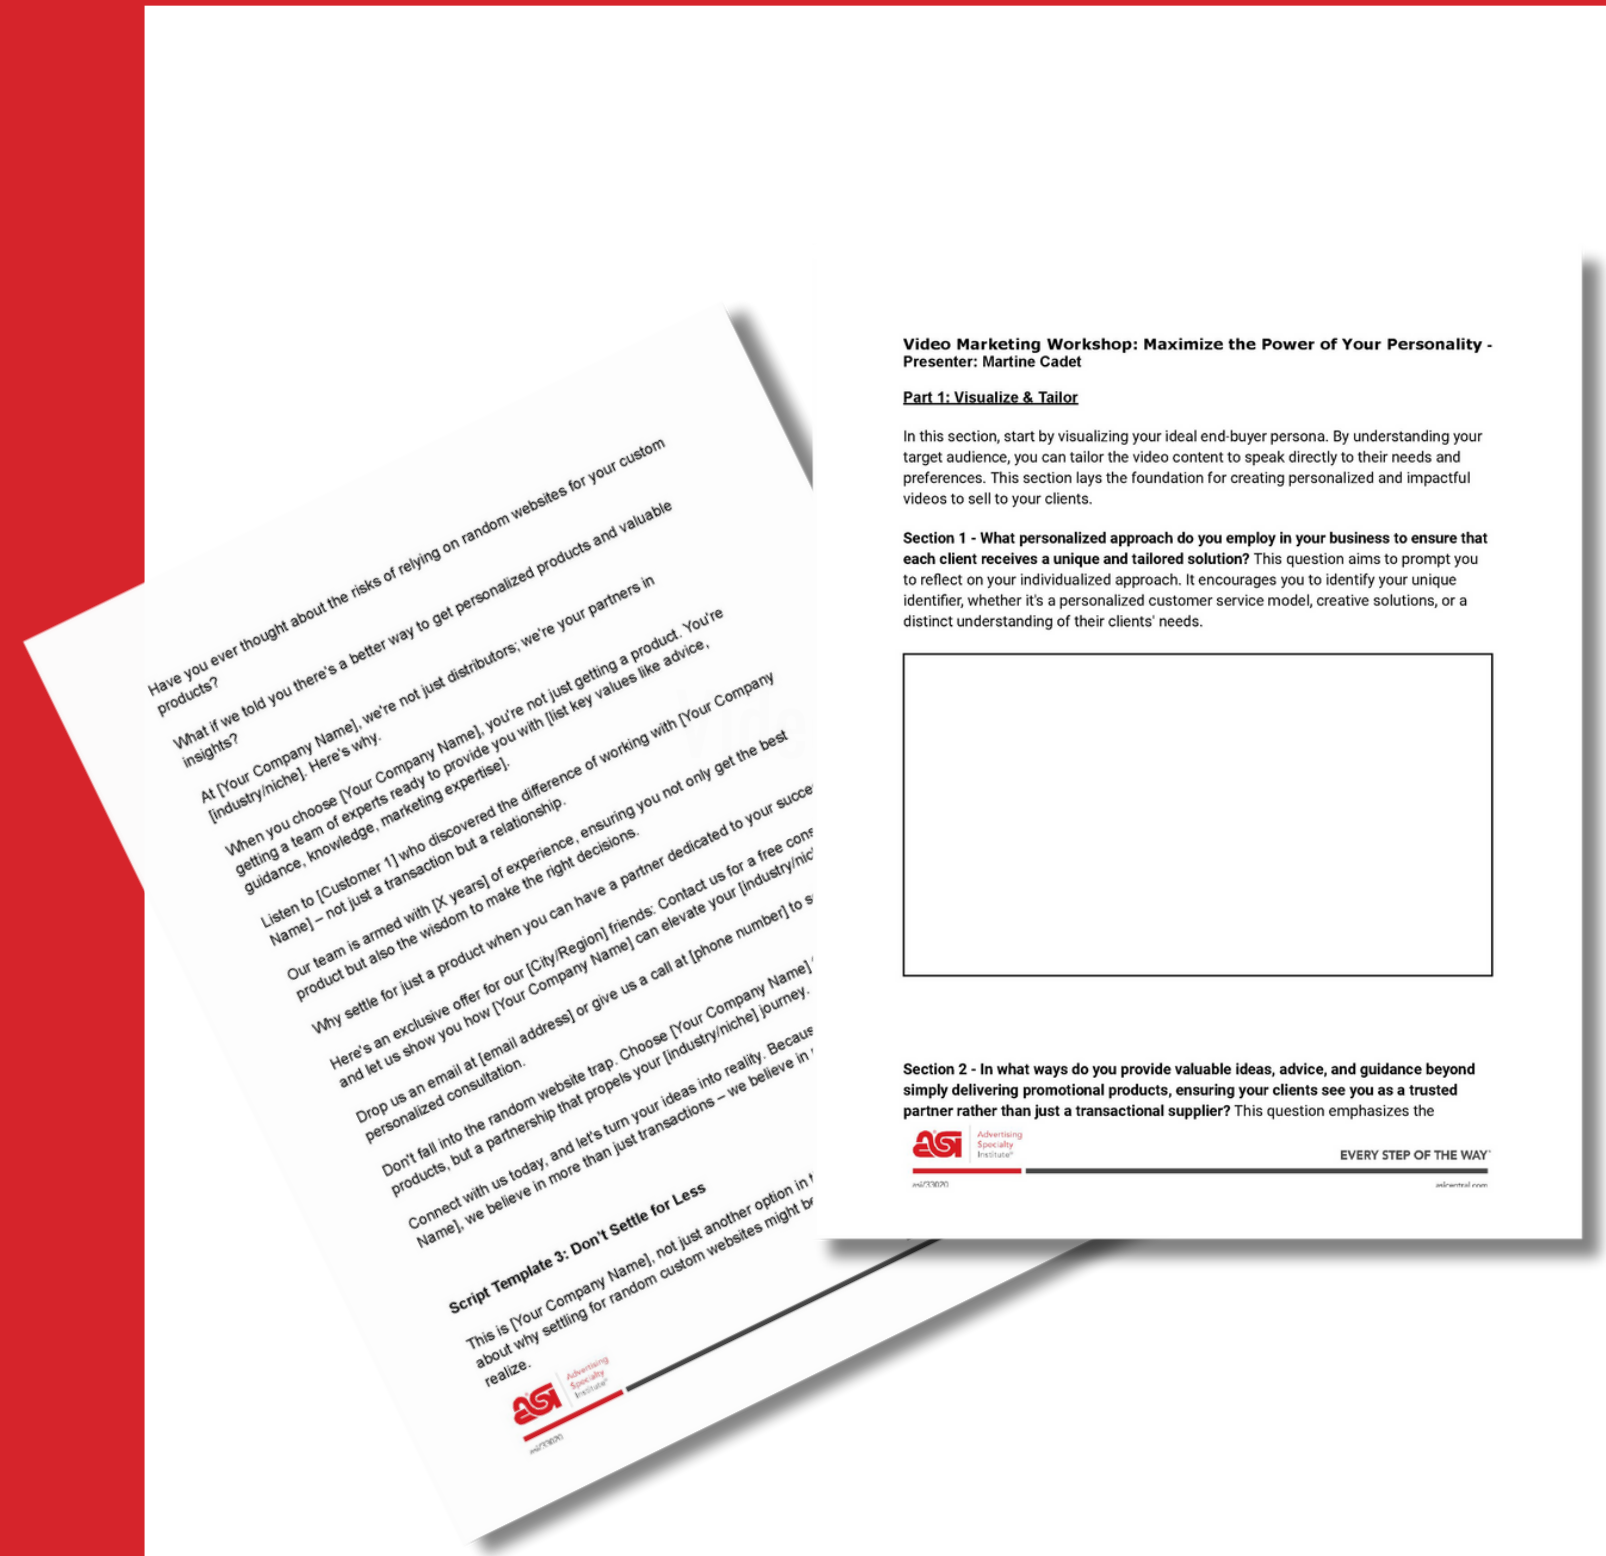 Have you ever thought about the risks of relying on random websites for your custom
products?
What if we told you there's a better way to get personalized products and valuable
insights?
At [Your Company Name], we're not just distributors; we're your partners in
[industry/niche]. Here's why.
When you choose [Your Company Name], you're not just getting a product. You're
getting a team of experts ready to provide you with [list key values like advice,
guidance, knowledge, marketing expertise].
Listen to [Customer 1] who discovered the difference of working with [Your Company
Name] – not just a transaction but a relationship.
Our team is armed with [X years] of experience, ensuring you not only get the best
product but also the wisdom to make the right decisions.
Why settle for just a product when you can have a partner dedicated to your
Here's an exclusive offer for our [City/Region] friends: Contact us for a free
and let us show you how [Your Company Name] can elevate your
Drop us an email at [email address] or give us a call at [phone number] to
personalized consultation.
Don't fall into the random website trap. Choose [Your Company Name]
products, but a partnership that propels your [industry/niche] journey.
Connect with us today, and let's turn your ideas into reality.
Name], we believe in more than just transactions – we believe in
Script Template 3: Don't Settle for Less
This is [Your Company Name], not just another option in
about why settling for random custom websites might
realize.
asi Advertising
Specialty
Institute®
asi/33020
Video Marketing Workshop: Maximize the Power of Your Personality -
Presenter: Martine Cadet
Part 1: Visualize & Tailor
In this section, start by visualizing your ideal end-buyer persona. By understanding your
target audience, you can tailor the video content to speak directly to their needs and
preferences. This section lays the foundation for creating personalized and impactful
videos to sell to your clients.
Section 1 - What personalized approach do you employ in your business to ensure that
each client receives a unique and tailored solution? This question aims to prompt you
to reflect on your individualized approach. It encourages you to identify your unique
identifier, whether it's a personalized customer service model, creative solutions, or a
distinct understanding of their clients' needs.
Section 2 - In what ways do you provide valuable ideas, advice, and guidance beyond
simply delivering promotional products, ensuring your clients see you as a trusted
partner rather than just a transactional supplier? This question emphasizes the
asi Advertising
Specialty
Institute®
EVERY STEP OF THE WAY
asi/33020
asicentral.com